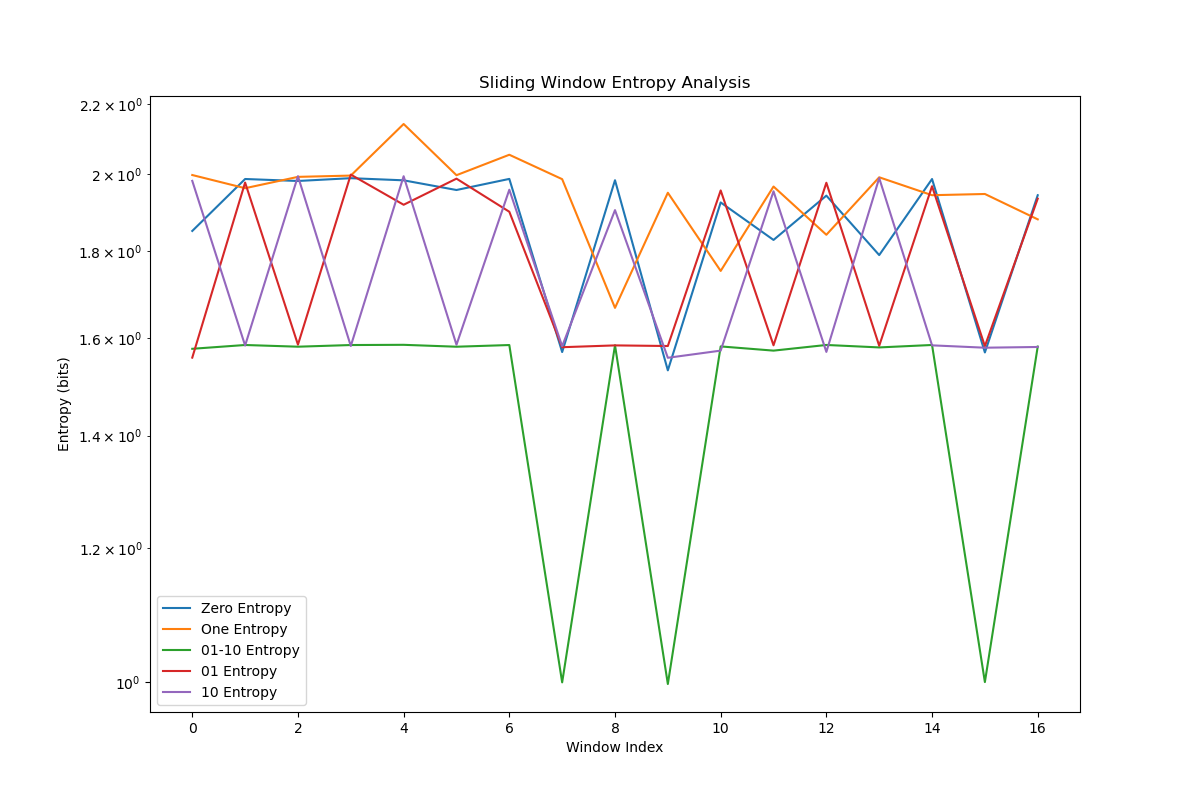 Sliding Window Entropy Analysis
2.2 × 10⁰
2 × 10⁰
1.8 × 10⁰
1.6 × 10⁰
1.4 × 10⁰
1.2 × 10⁰
10⁰
Entropy (bits)
Zero Entropy
One Entropy
01-10 Entropy
01 Entropy
10 Entropy
0 2 4 6 8 10 12 14 16
Window Index